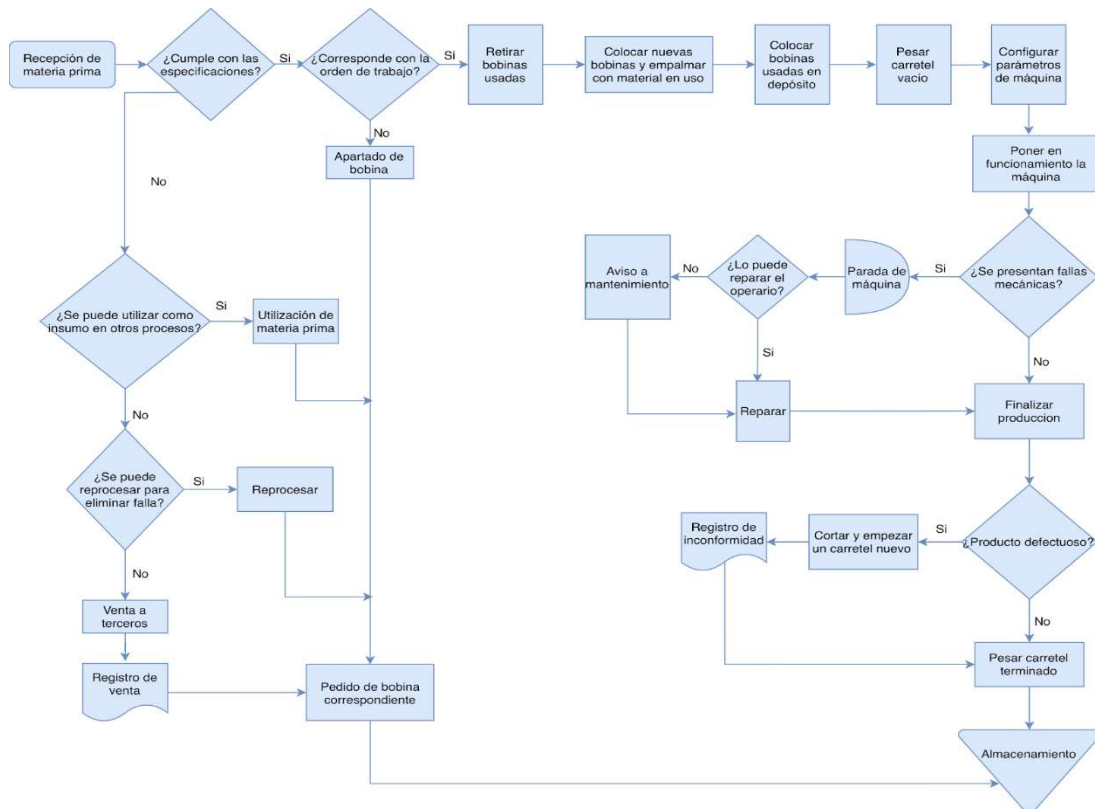 Recepción de
materia prima
¿Cumple con las
especificaciones?
Si
¿Corresponde con la
orden de trabajo?
Si
Retirar
bobinas
usadas
Colocar nuevas
bobinas y empalmar
con material en uso
Colocar
bobinas
usadas en
depósito
Pesar
carretel
vacio
Configurar
parámetros
de máquina
No
Apartado de
bobina
Poner en
funcionamiento la
máquina
No
Aviso a
mantenimiento
No
¿Lo puede
reparar el
operario?
Parada de
máquina
Si
¿Se presentan fallas
mecánicas?
¿Se puede utilizar como
insumo en otros procesos?
Si
Utilización de
materia prima
Si
No
Reparar
Finalizar
produccion
No
¿Se puede
reprocesar para
eliminar falla?
Si
Reprocesar
Registro de
inconformidad
Cortar y empezar
un carretel nuevo
Si
¿Producto defectuoso?
No
Venta a
terceros
No
Registro de
venta
Pedido de bobina
correspondiente
Pesar carretel
terminado
Almacenamiento